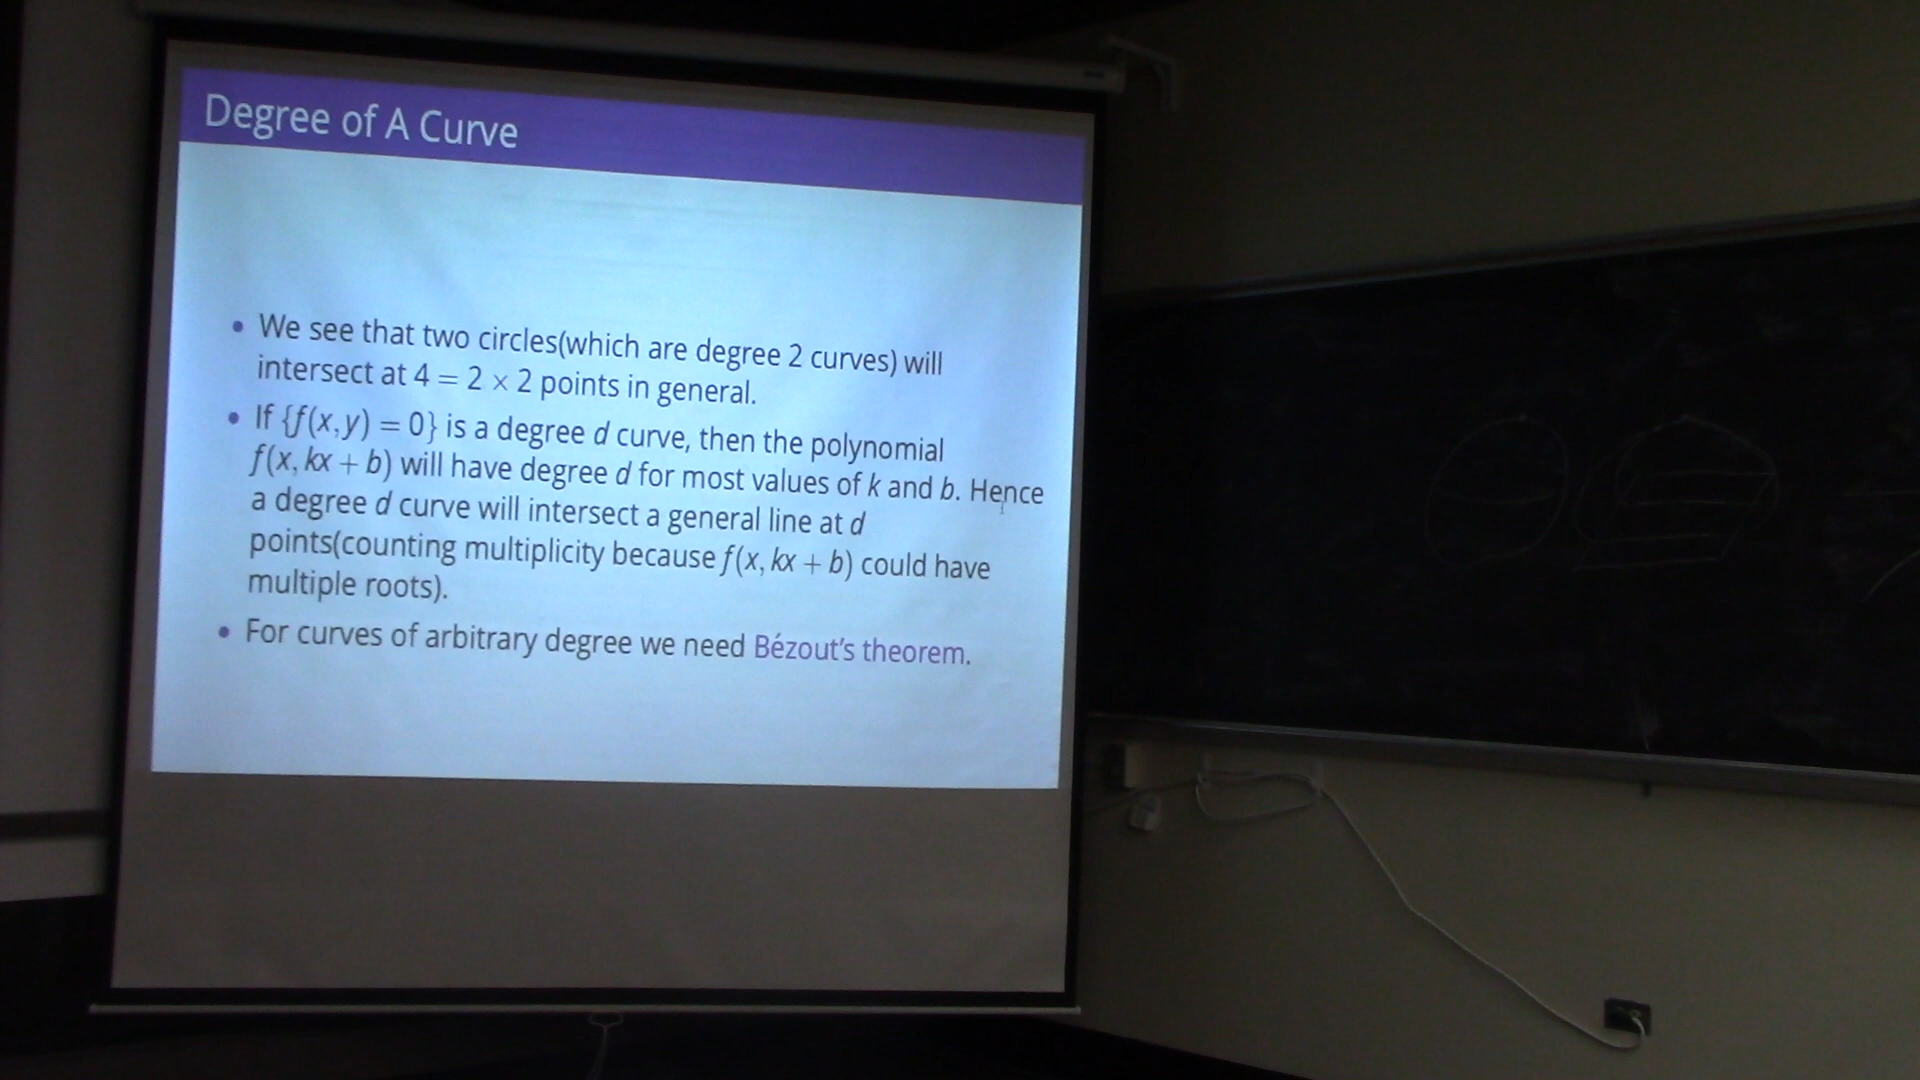 Degree of A Curve
• We see that two circles(which are degree 2 curves) will
intersect at 4 = 2 × 2 points in general.
• If {f(x, y) = 0} is a degree d curve, then the polynomial
f(x, kx + b) will have degree d for most values of k and b. Hence
a degree d curve will intersect a general line at d
points(counting multiplicity because f(x, kx + b) could have
multiple roots).
• For curves of arbitrary degree we need Bézout's theorem.